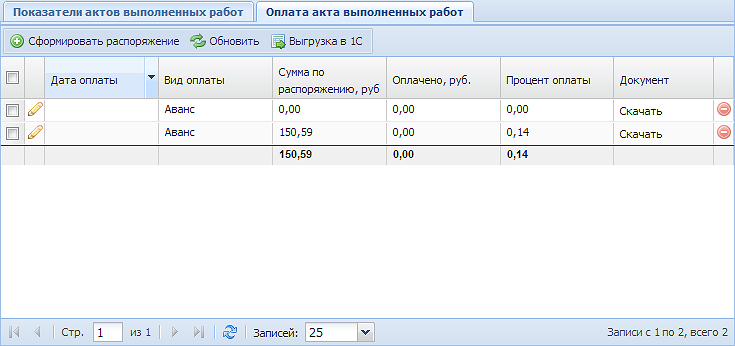 Показатели актов выполненных работ Оплата акта выполненных работ
Сформировать распоряжение Обновить Выгрузка в 1С
Дата оплаты Вид оплаты Сумма по распоряжению, руб Оплачено, руб. Процент оплаты Документ
Аванс 0,00 0,00 0,00 Скачать
Аванс 150,59 0,00 0,14 Скачать
150,59 0,00 0,14
Стр. 1 из 1 Записей: 25 Записи с 1 по 2, всего 2